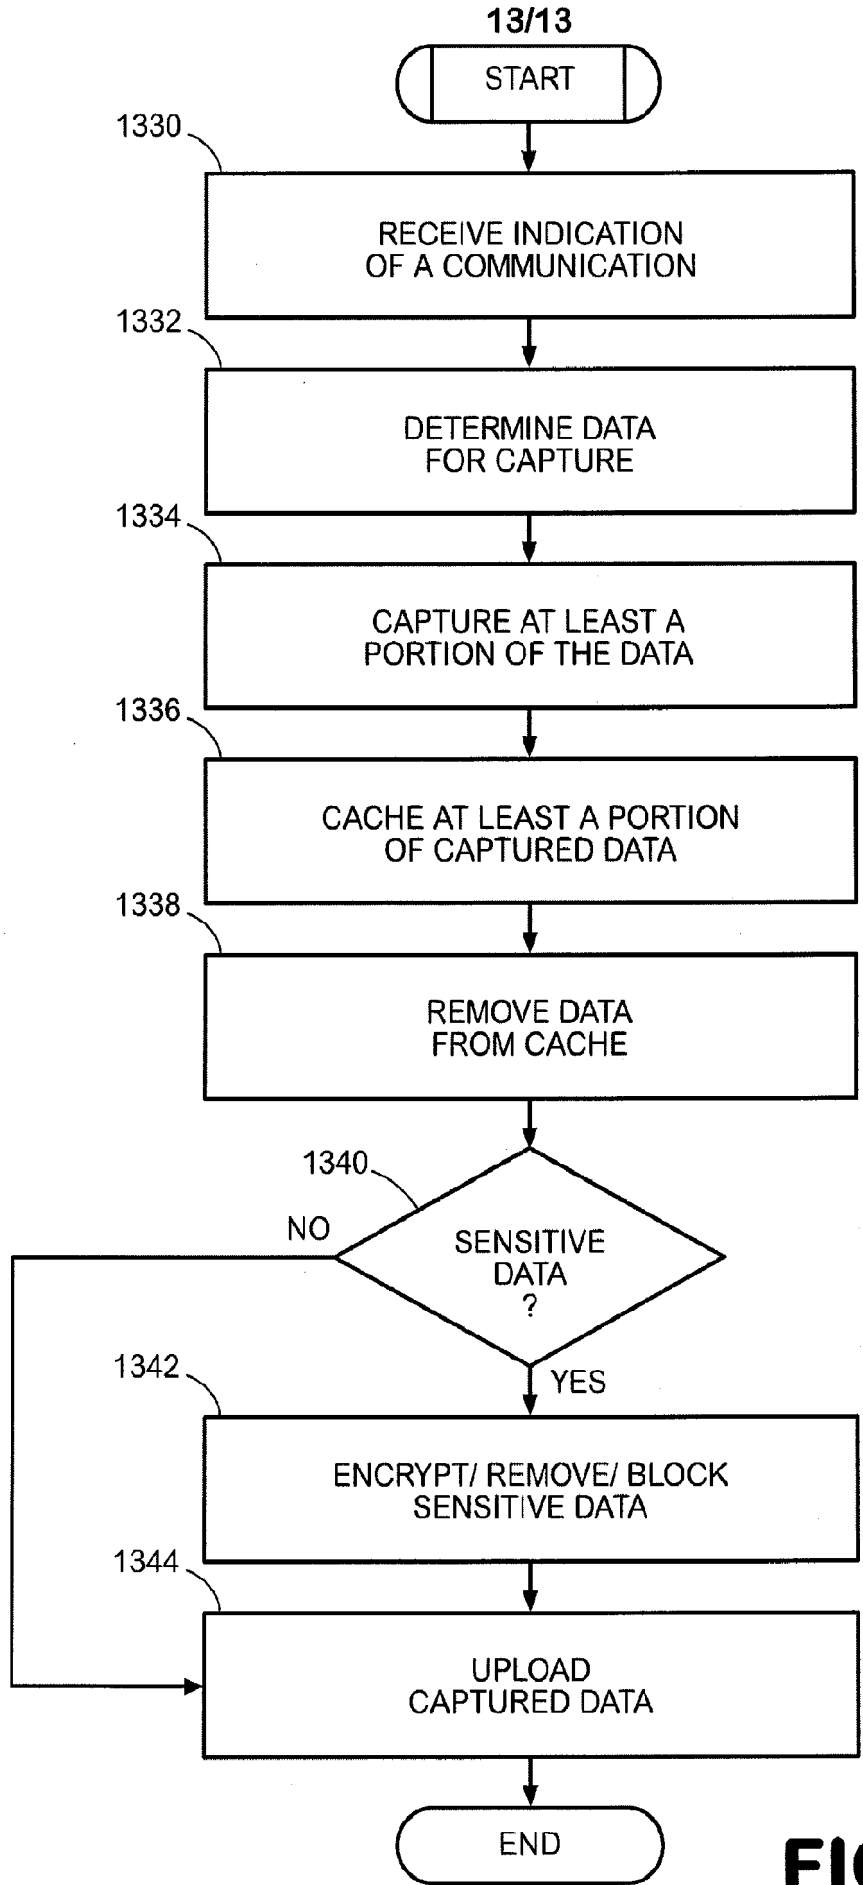 13/13
START
1330
RECEIVE INDICATION
OF A COMMUNICATION
1332
DETERMINE DATA
FOR CAPTURE
1334
CAPTURE AT LEAST A
PORTION OF THE DATA
1336
CACHE AT LEAST A PORTION
OF CAPTURED DATA
1338
REMOVE DATA
FROM CACHE
1340
NO
SENSITIVE
DATA
?
YES
1342
ENCRYPT/ REMOVE/ BLOCK
SENSITIVE DATA
1344
UPLOAD
CAPTURED DATA
END